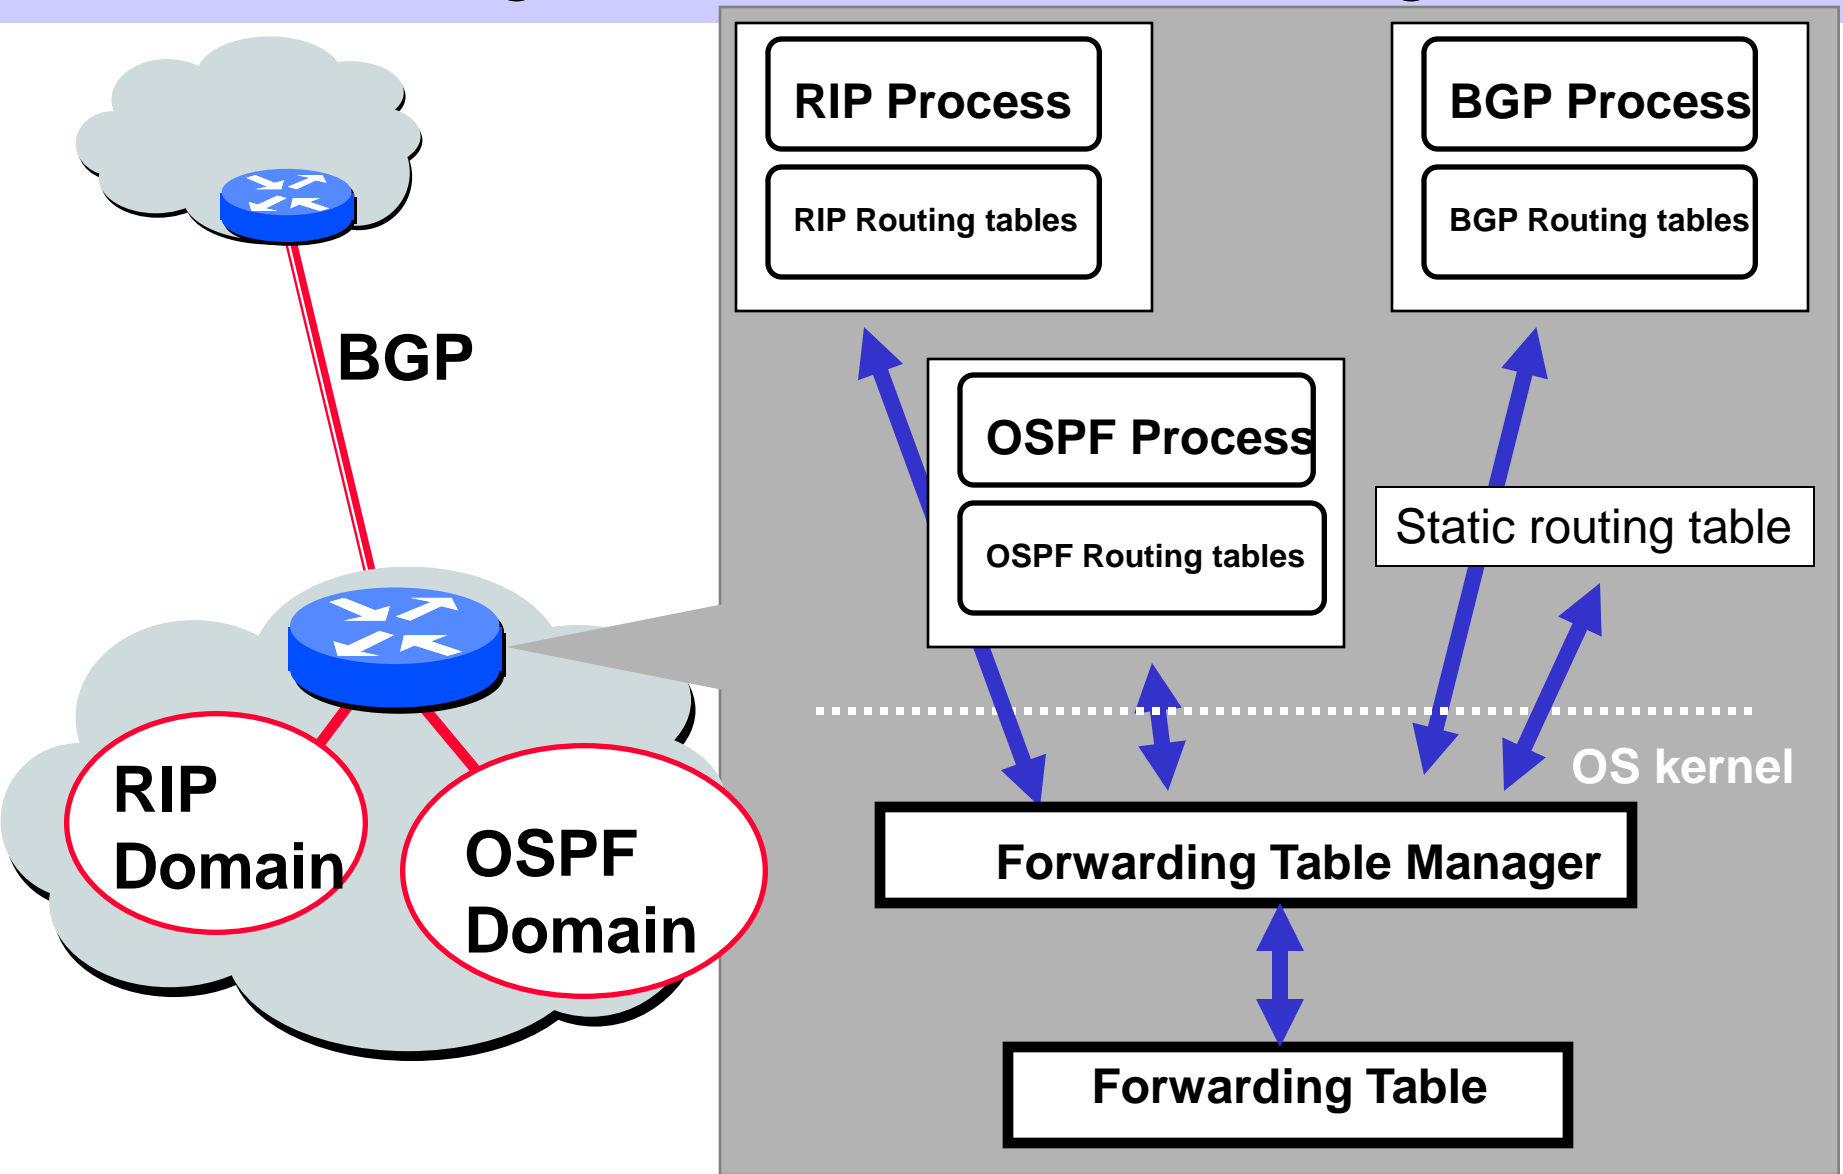 RIP Process
RIP Routing tables
BGP Process
BGP Routing tables
BGP
OSPF Process
OSPF Routing tables
Static routing table
OS kernel
RIP
Domain
OSPF
Domain
Forwarding Table Manager
Forwarding Table